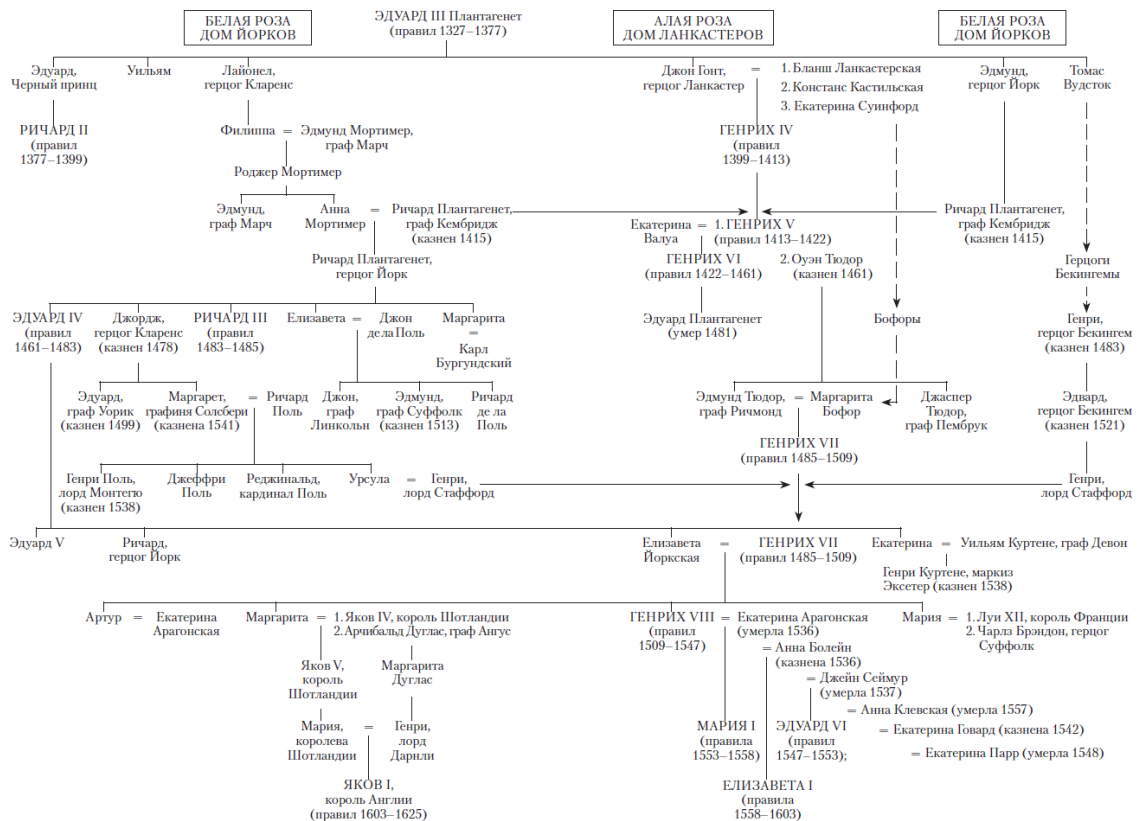 БЕЛАЯ РОЗА
ДОМ ЙОРКОВ
ЭДУАРД III Плантагенет
(правил 1327–1377)
АЛАЯ РОЗА
ДОМ ЛАНКАСТЕРОВ
БЕЛАЯ РОЗА
ДОМ ЙОРКОВ
Эдуард,
Черный принц
Уильям
Лайонел,
герцог Кларенс
Джон Гонт,
герцог Ланкастер
=
1. Бланш Ланкастерская
2. Констанс Кастильская
3. Екатерина Суинфорд
Эдмунд,
герцог Йорк
Томас
Вудсток
РИЧАРД II
(правил
1377–1399)
Филиппа = Эдмунд Мортимер,
граф Марч
ГЕНРИХ IV
(правил
1399–1413)
Роджер Мортимер
Эдмунд,
граф Марч
Анна
Мортимер
=
Ричард Плантагенет,
граф Кембридж
(казнен 1415)
Екатерина
Валуа
= 1. ГЕНРИХ V
(правил 1413–1422)
Ричард Плантагенет,
граф Кембридж
(казнен 1415)
Ричард Плантагенет,
герцог Йорк
ГЕНРИХ VI
(правил 1422–1461)
2. Оуэн Тюдор
(казнен 1461)
Герцоги
Бекингемы
ЭДУАРД IV
(правил
1461–1483)
Джордж,
герцог Кларенс
(казнен 1478)
РИЧАРД III
(правил
1483–1485)
Елизавета = Джон
дела Поль
Маргарита
=
Карл
Бургундский
Эдуард Плантагенет
(умер 1481)
Бофоры
Генри,
герцог Бекингем
(казнен 1483)
Эдуард,
граф Уорик
(казнен 1499)
Маргарет,
графиня Солсбери
(казнена 1541)
=
Ричард
Поль
Джон,
граф
Линкольн
Эдмунд,
граф Суффолк
(казнен 1513)
Ричард
де ла
Поль
Эдмунд Тюдор,
граф Ричмонд
=
Маргарита
Бофор
Джаспер
Тюдор,
граф Пембрук
Эдвард,
герцог Бекингем
(казнен 1521)
ГЕНРИХ VII
(правил 1485–1509)
Генри Поль,
лорд Монтегю
(казнен 1538)
Джеффри
Поль
Реджинальд,
кардинал Поль
Урсула
=
Генри,
лорд Стаффорд
Генри,
лорд Стаффорд
Эдуард V
Ричард,
герцог Йорк
Елизавета
Йоркская
=
ГЕНРИХ VII
(правил 1485–1509)
Екатерина = Уильям Куртене, граф Девон
Генри Куртене, маркиз
Эксетер (казнен 1538)
Артур = Екатерина
Арагонская
Маргарита = 1. Яков IV, король Шотландии
2. Арчибальд Дуглас, граф Ангус
ГЕНРИХ VIII
(правил
1509–1547)
= Екатерина Арагонская
(умерла 1536)
Мария = 1. Луи XII, король Франции
2. Чарлз Брэндон, герцог
Суффолк
= Анна Болейн
(казнена 1536)
Яков V,
король
Шотландии
Маргарита
Дуглас
= Джейн Сеймур
(умерла 1537)
= Анна Клевская (умерла 1557)
Мария,
королева
Шотландии
=
Генри,
лорд
Дарнли
МАРИЯ I
(правила
1553–1558)
ЭДУАРД VI
(правил
1547–1553);
= Екатерина Говард (казнена 1542)
= Екатерина Парр (умерла 1548)
ЯКОВ I,
король Англии
(правил 1603–1625)
ЕЛИЗАВЕТА I
(правила
1558–1603)